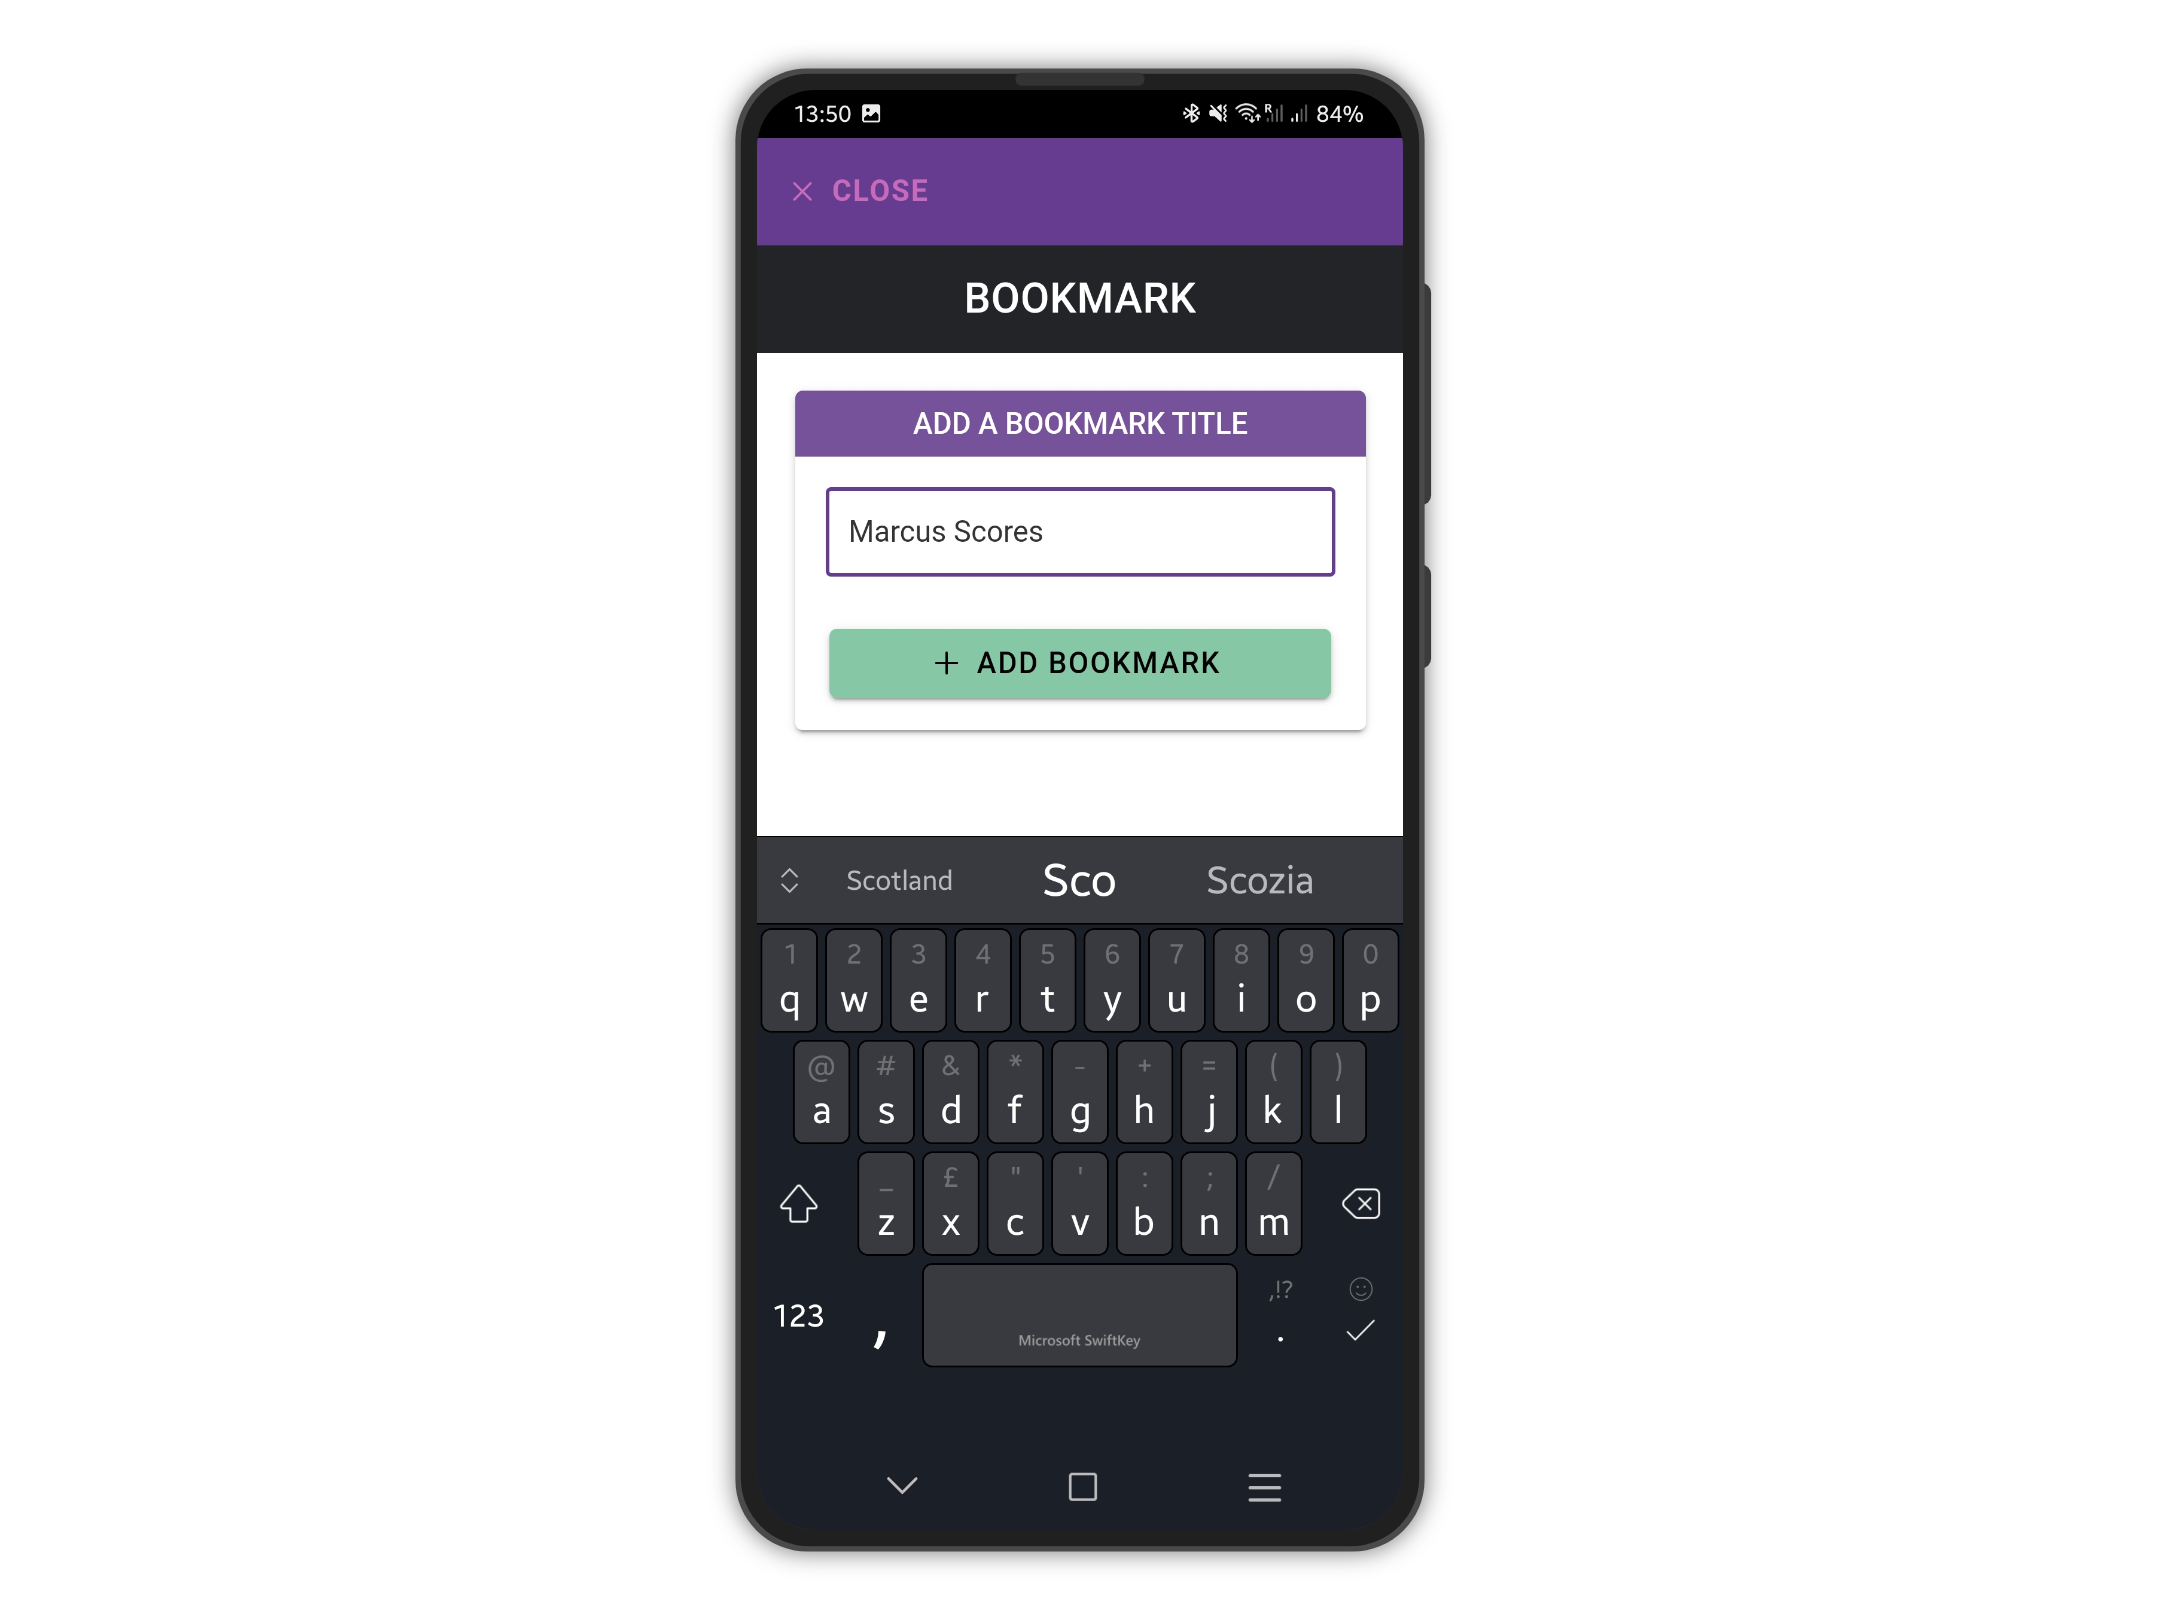 13:50 R 84%
CLOSE
BOOKMARK
ADD A BOOKMARK TITLE
Marcus Scores
+ ADD BOOKMARK
Scotland Sco Scozia
1 2 3 4 5 6 7 8 9 0
q w e r t y u i o p
@ # & * - + = ( )
a s d f g h j k l
_ £ " ' : ; /
z x c v b n m
,!?
123 , .
Microsoft SwiftKey